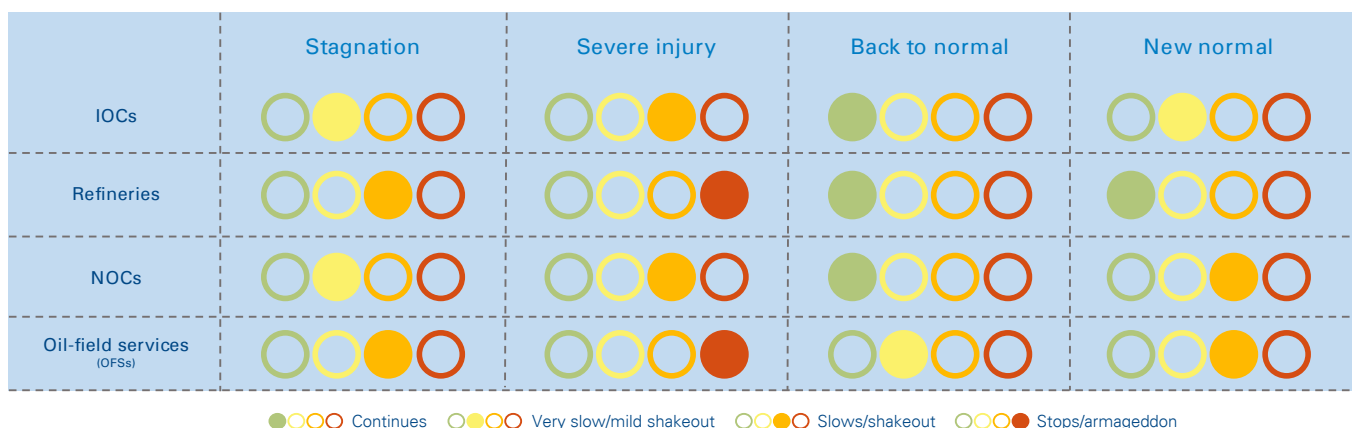 Stagnation Severe injury Back to normal New normal
IOCs
Refineries
NOCs
Oil-field services
(OFSs)
Continues Very slow/mild shakeout Slows/shakeout Stops/armageddon